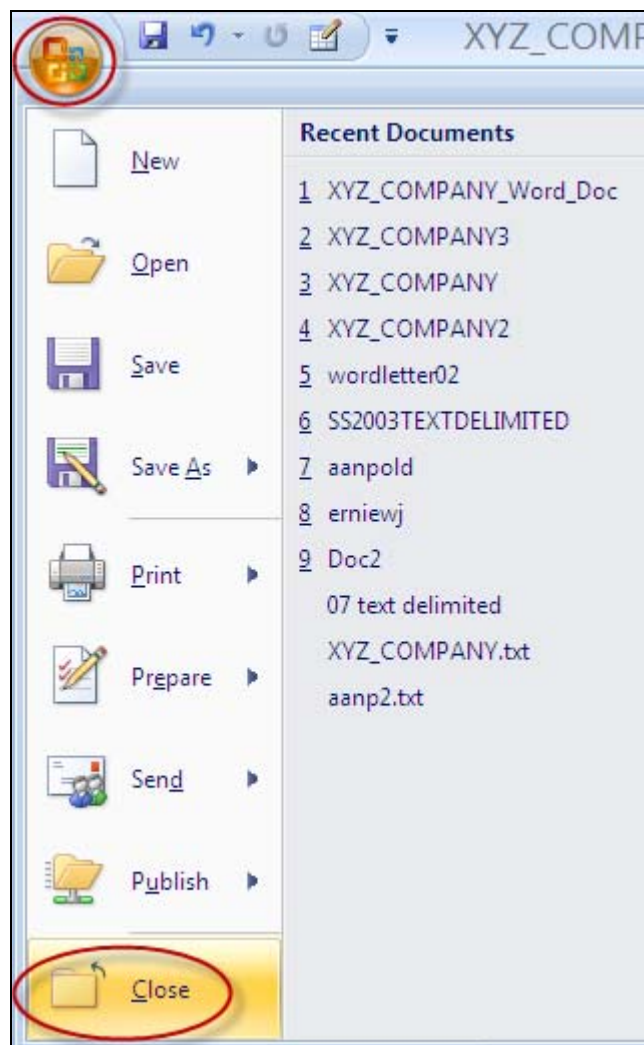 XYZ_COMP
New
Open
Save
Save As
Print
Prepare
Send
Publish
Close
Recent Documents
1 XYZ_COMPANY_Word_Doc
2 XYZ_COMPANY3
3 XYZ_COMPANY
4 XYZ_COMPANY2
5 wordletter02
6 SS2003TEXTDELIMITED
7 aanpold
8 erniewj
9 Doc2
07 text delimited
XYZ_COMPANY.txt
aanp2.txt